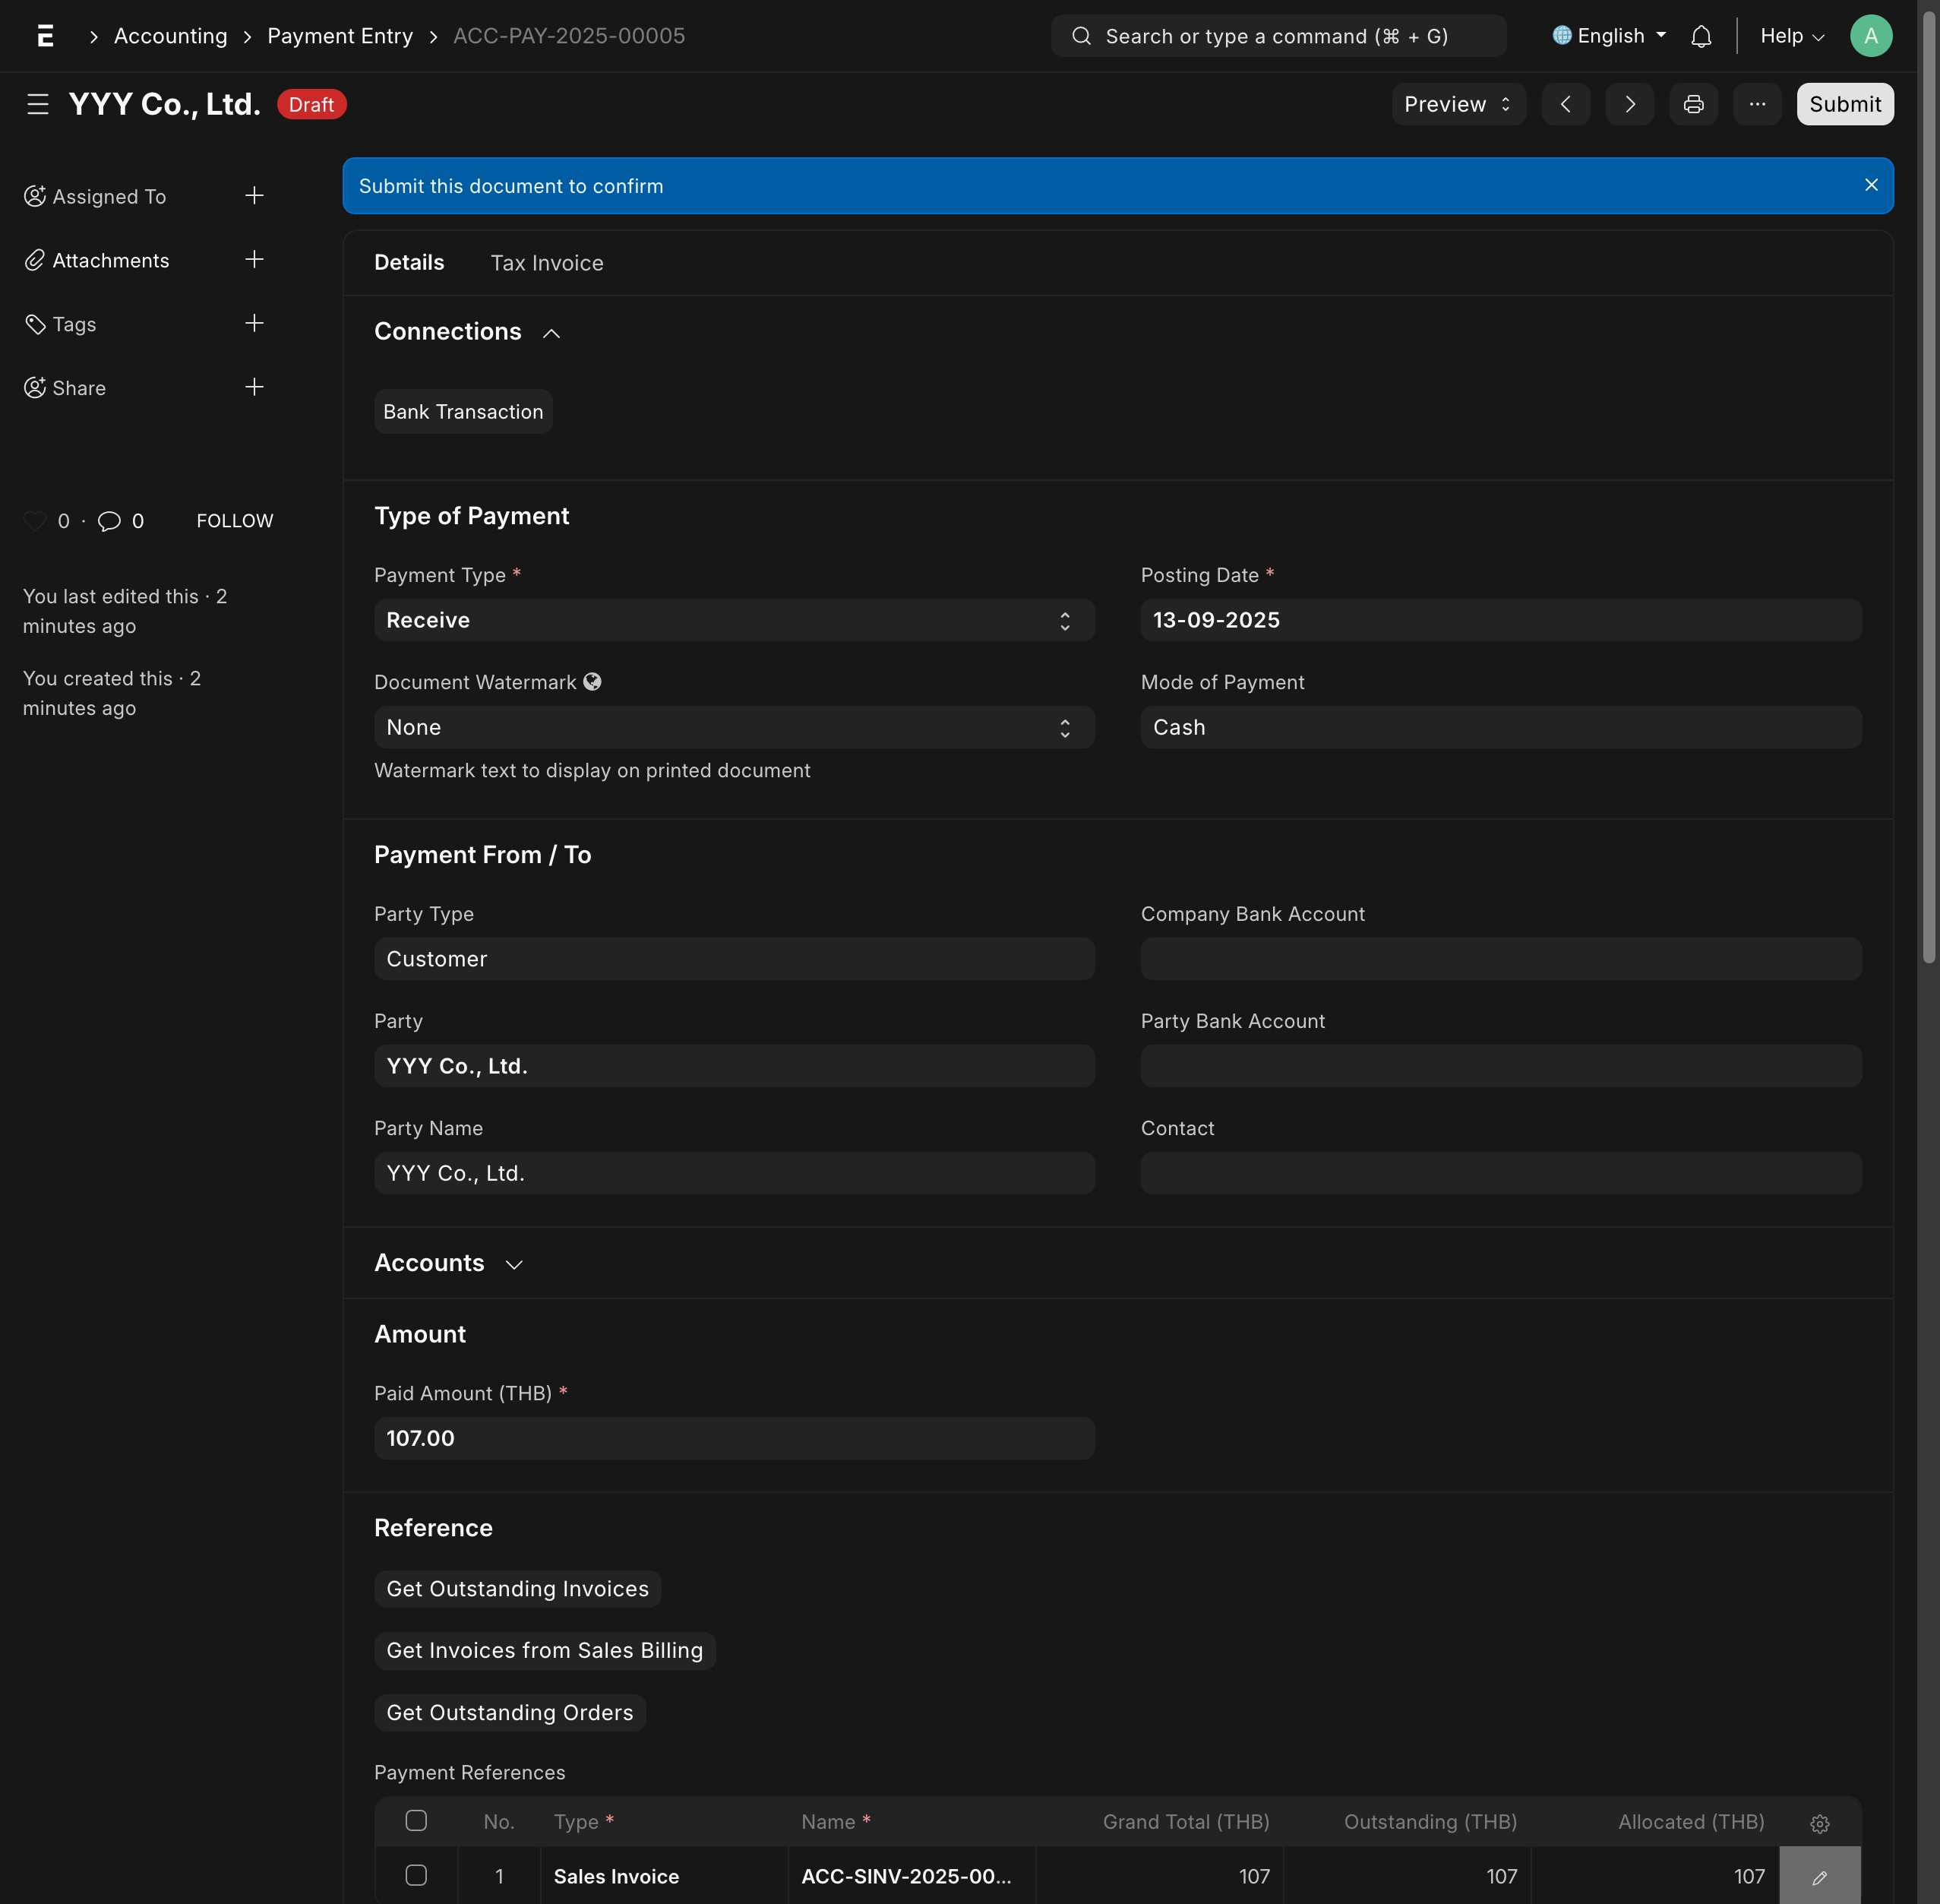 Accounting
Payment Entry
ACC-PAY-2025-00005
Search or type a command (⌘ + G)
English
Help
A
YYY Co., Ltd.
Draft
Preview
Submit
Assigned To
Attachments
Tags
Share
0 · 0
FOLLOW
You last edited this · 2
minutes ago
You created this · 2
minutes ago
Submit this document to confirm
Details
Tax Invoice
Connections
Bank Transaction
Type of Payment
Payment Type *
Receive
Posting Date *
13-09-2025
Document Watermark
None
Watermark text to display on printed document
Mode of Payment
Cash
Payment From / To
Party Type
Customer
Company Bank Account
Party
YYY Co., Ltd.
Party Bank Account
Party Name
YYY Co., Ltd.
Contact
Accounts
Amount
Paid Amount (THB) *
107.00
Reference
Get Outstanding Invoices
Get Invoices from Sales Billing
Get Outstanding Orders
Payment References
No. Type * Name * Grand Total (THB) Outstanding (THB) Allocated (THB)
1 Sales Invoice ACC-SINV-2025-00... 107 107 107